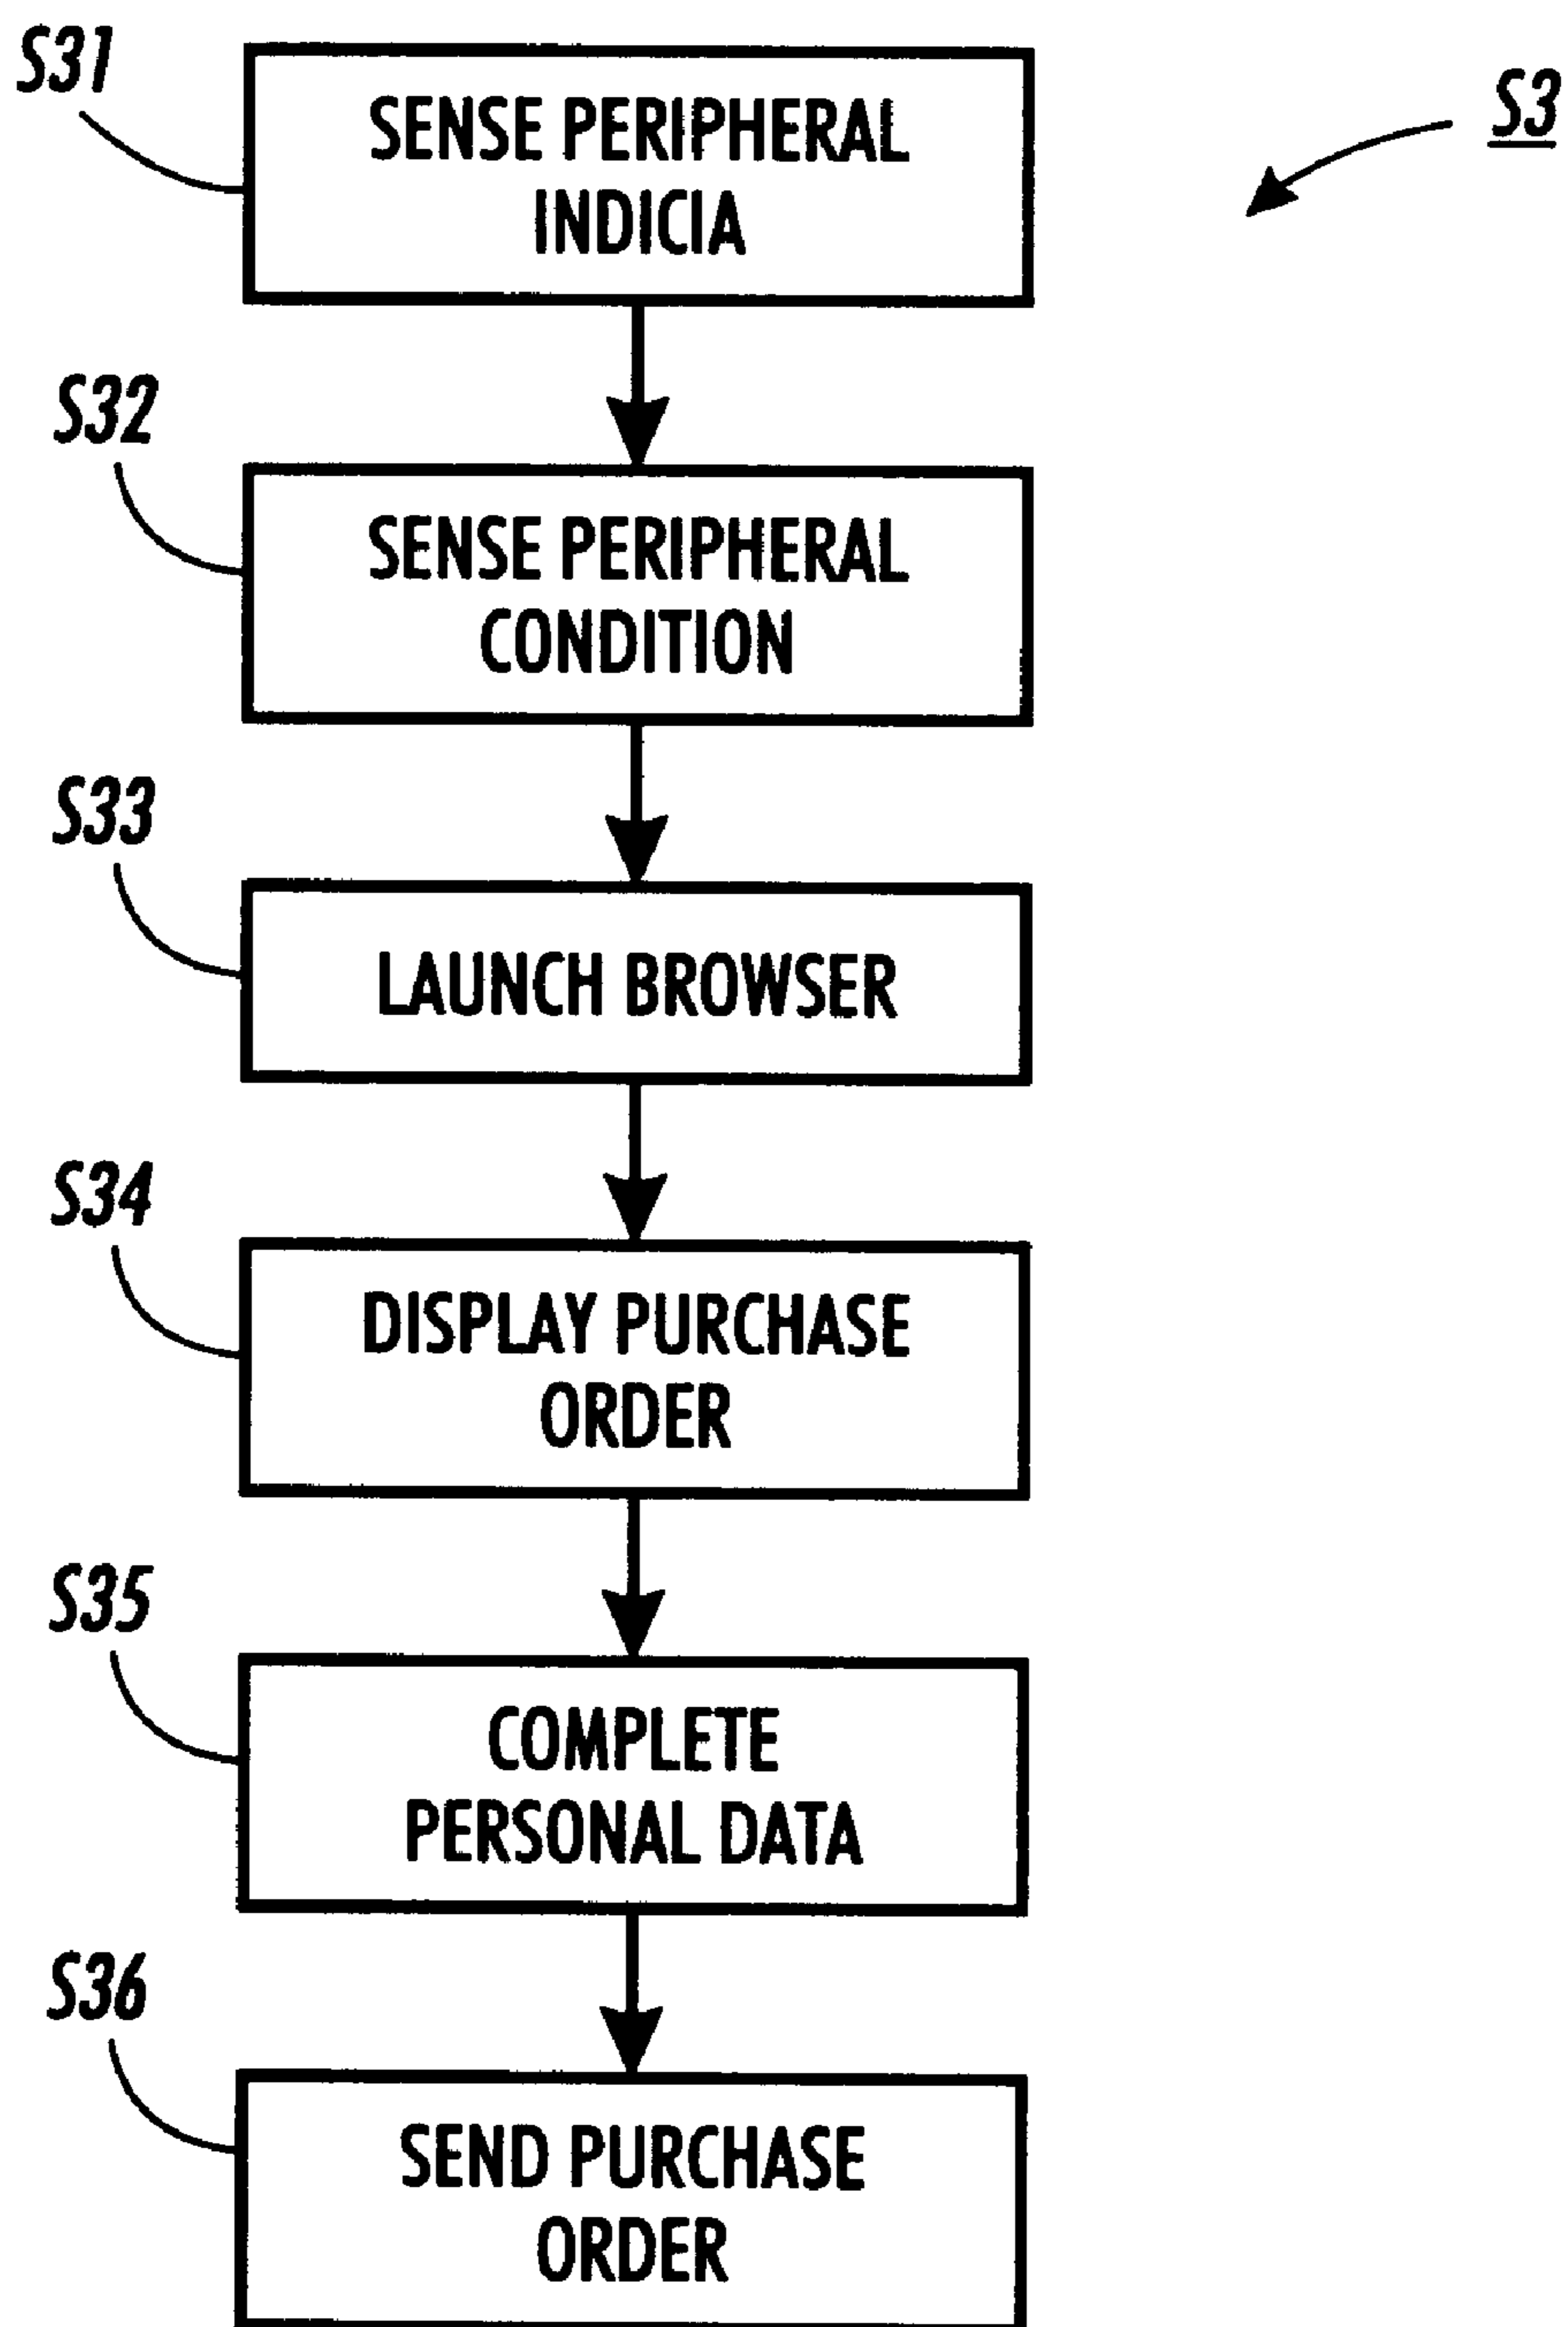 S31
SENSE PERIPHERAL
INDICIA
S3
S32
SENSE PERIPHERAL
CONDITION
S33
LAUNCH BROWSER
S34
DISPLAY PURCHASE
ORDER
S35
COMPLETE
PERSONAL DATA
S36
SEND PURCHASE
ORDER